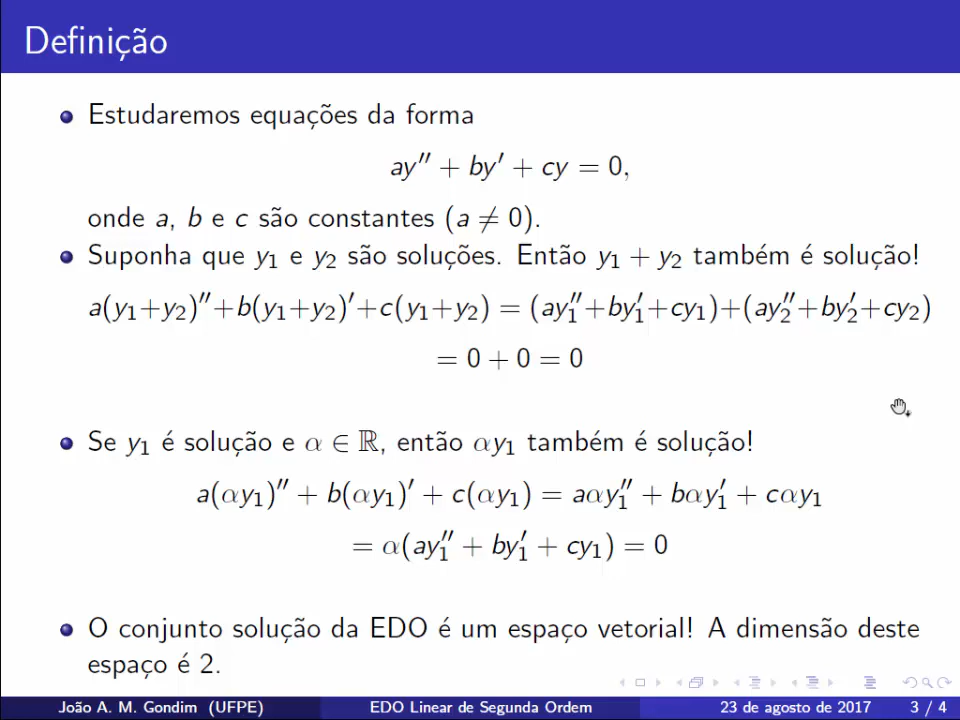 Definição
Estudaremos equações da forma
ay″ + by′ + cy = 0,
onde a, b e c são constantes (a ≠ 0).
Suponha que y₁ e y₂ são soluções. Então y₁ + y₂ também é solução!
a(y₁+y₂)″+b(y₁+y₂)′+c(y₁+y₂) = (ay₁″+by₁′+cy₁)+(ay₂″+by₂′+cy₂)
= 0 + 0 = 0
Se y₁ é solução e α ∈ ℝ, então αy₁ também é solução!
a(αy₁)″ + b(αy₁)′ + c(αy₁) = aαy₁″ + bαy₁′ + cαy₁
= α(ay₁″ + by₁′ + cy₁) = 0
O conjunto solução da EDO é um espaço vetorial! A dimensão deste
espaço é 2.
João A. M. Gondim (UFPE) EDO Linear de Segunda Ordem 23 de agosto de 2017 3 / 4